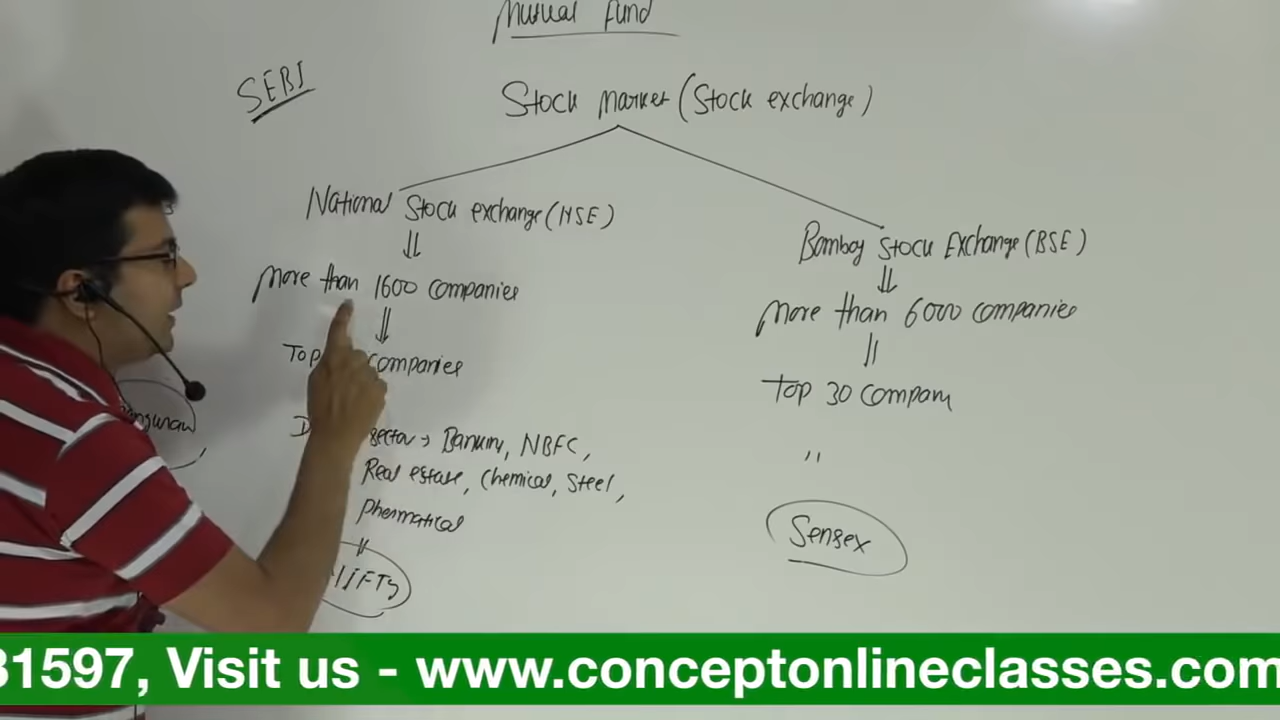 Mutual Fund
SEBI
Stock Market (Stock exchange)
National Stock exchange (NSE)
Bombay Stock Exchange (BSE)
More than 1600 companies
More than 6000 companies
Top companies
Top 30 Compam
sector → Banking, NBFC,
Real estate, Chemical, Steel,
Phermatical
NIFTY
"
Sensex
31597, Visit us - www.conceptonlineclasses.com